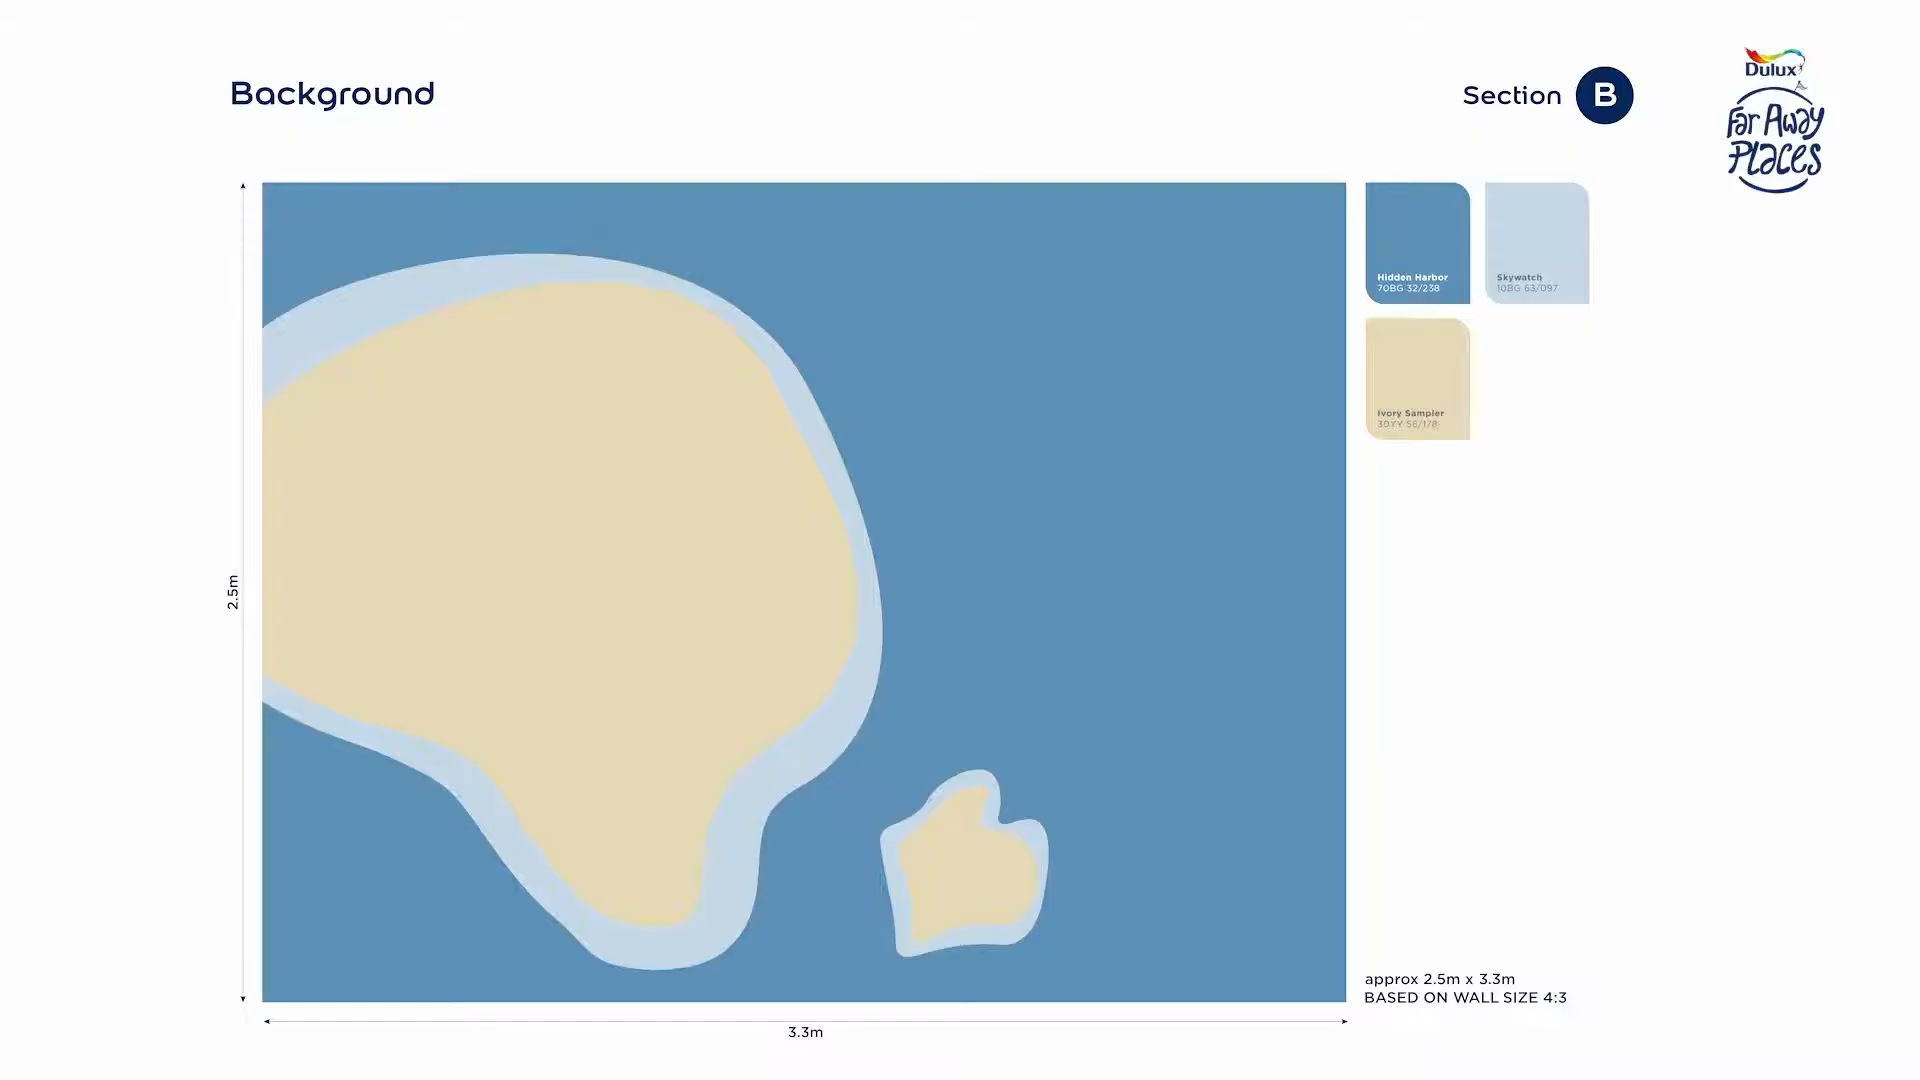 Background
Section B
Dulux
Far Away
Places
Hidden Harbor
70BG 32/238
Skywatch
10BG 63/097
Ivory Sampler
30YY 56/178
2.5m
approx 2.5m x 3.3m
BASED ON WALL SIZE 4:3
3.3m